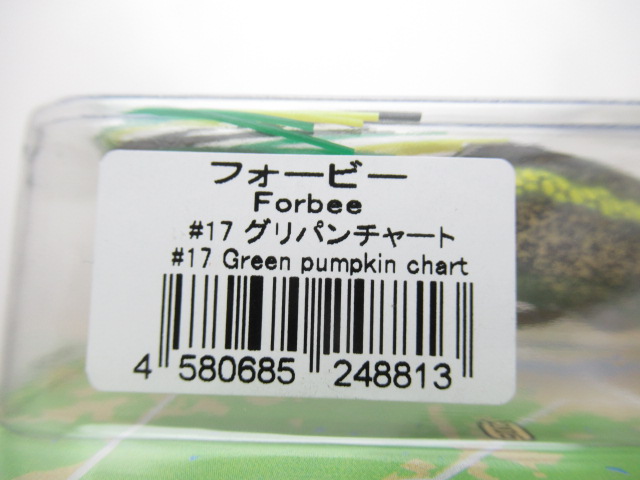 フォービー
Forbee
#17 グリパンチャート
#17 Green pumpkin chart
4 580685 248813